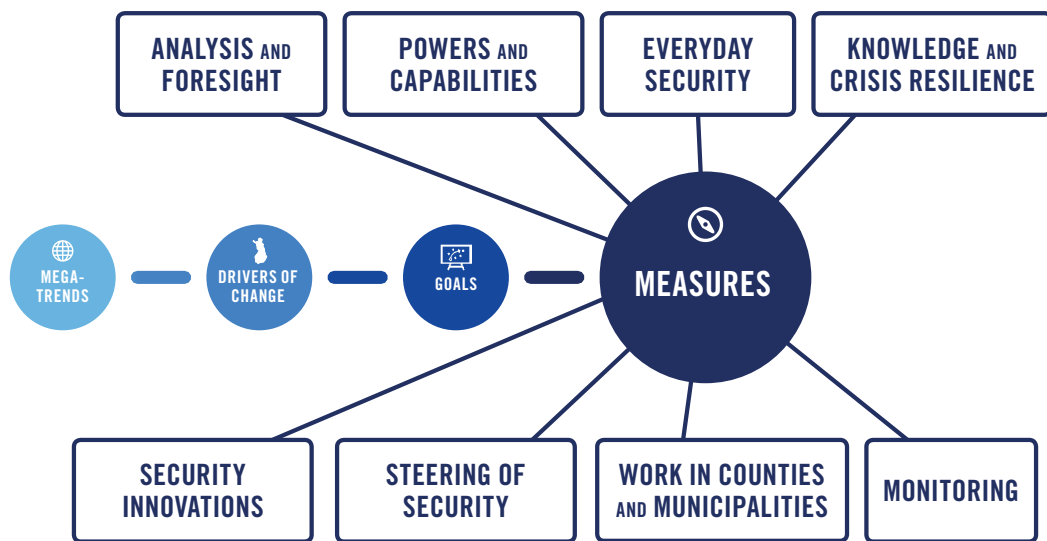 ANALYSIS AND
FORESIGHT
POWERS AND
CAPABILITIES
EVERYDAY
SECURITY
KNOWLEDGE AND
CRISIS RESILIENCE
MEGA-
TRENDS
DRIVERS OF
CHANGE
GOALS
MEASURES
SECURITY
INNOVATIONS
STEERING OF
SECURITY
WORK IN COUNTIES
AND MUNICIPALITIES
MONITORING